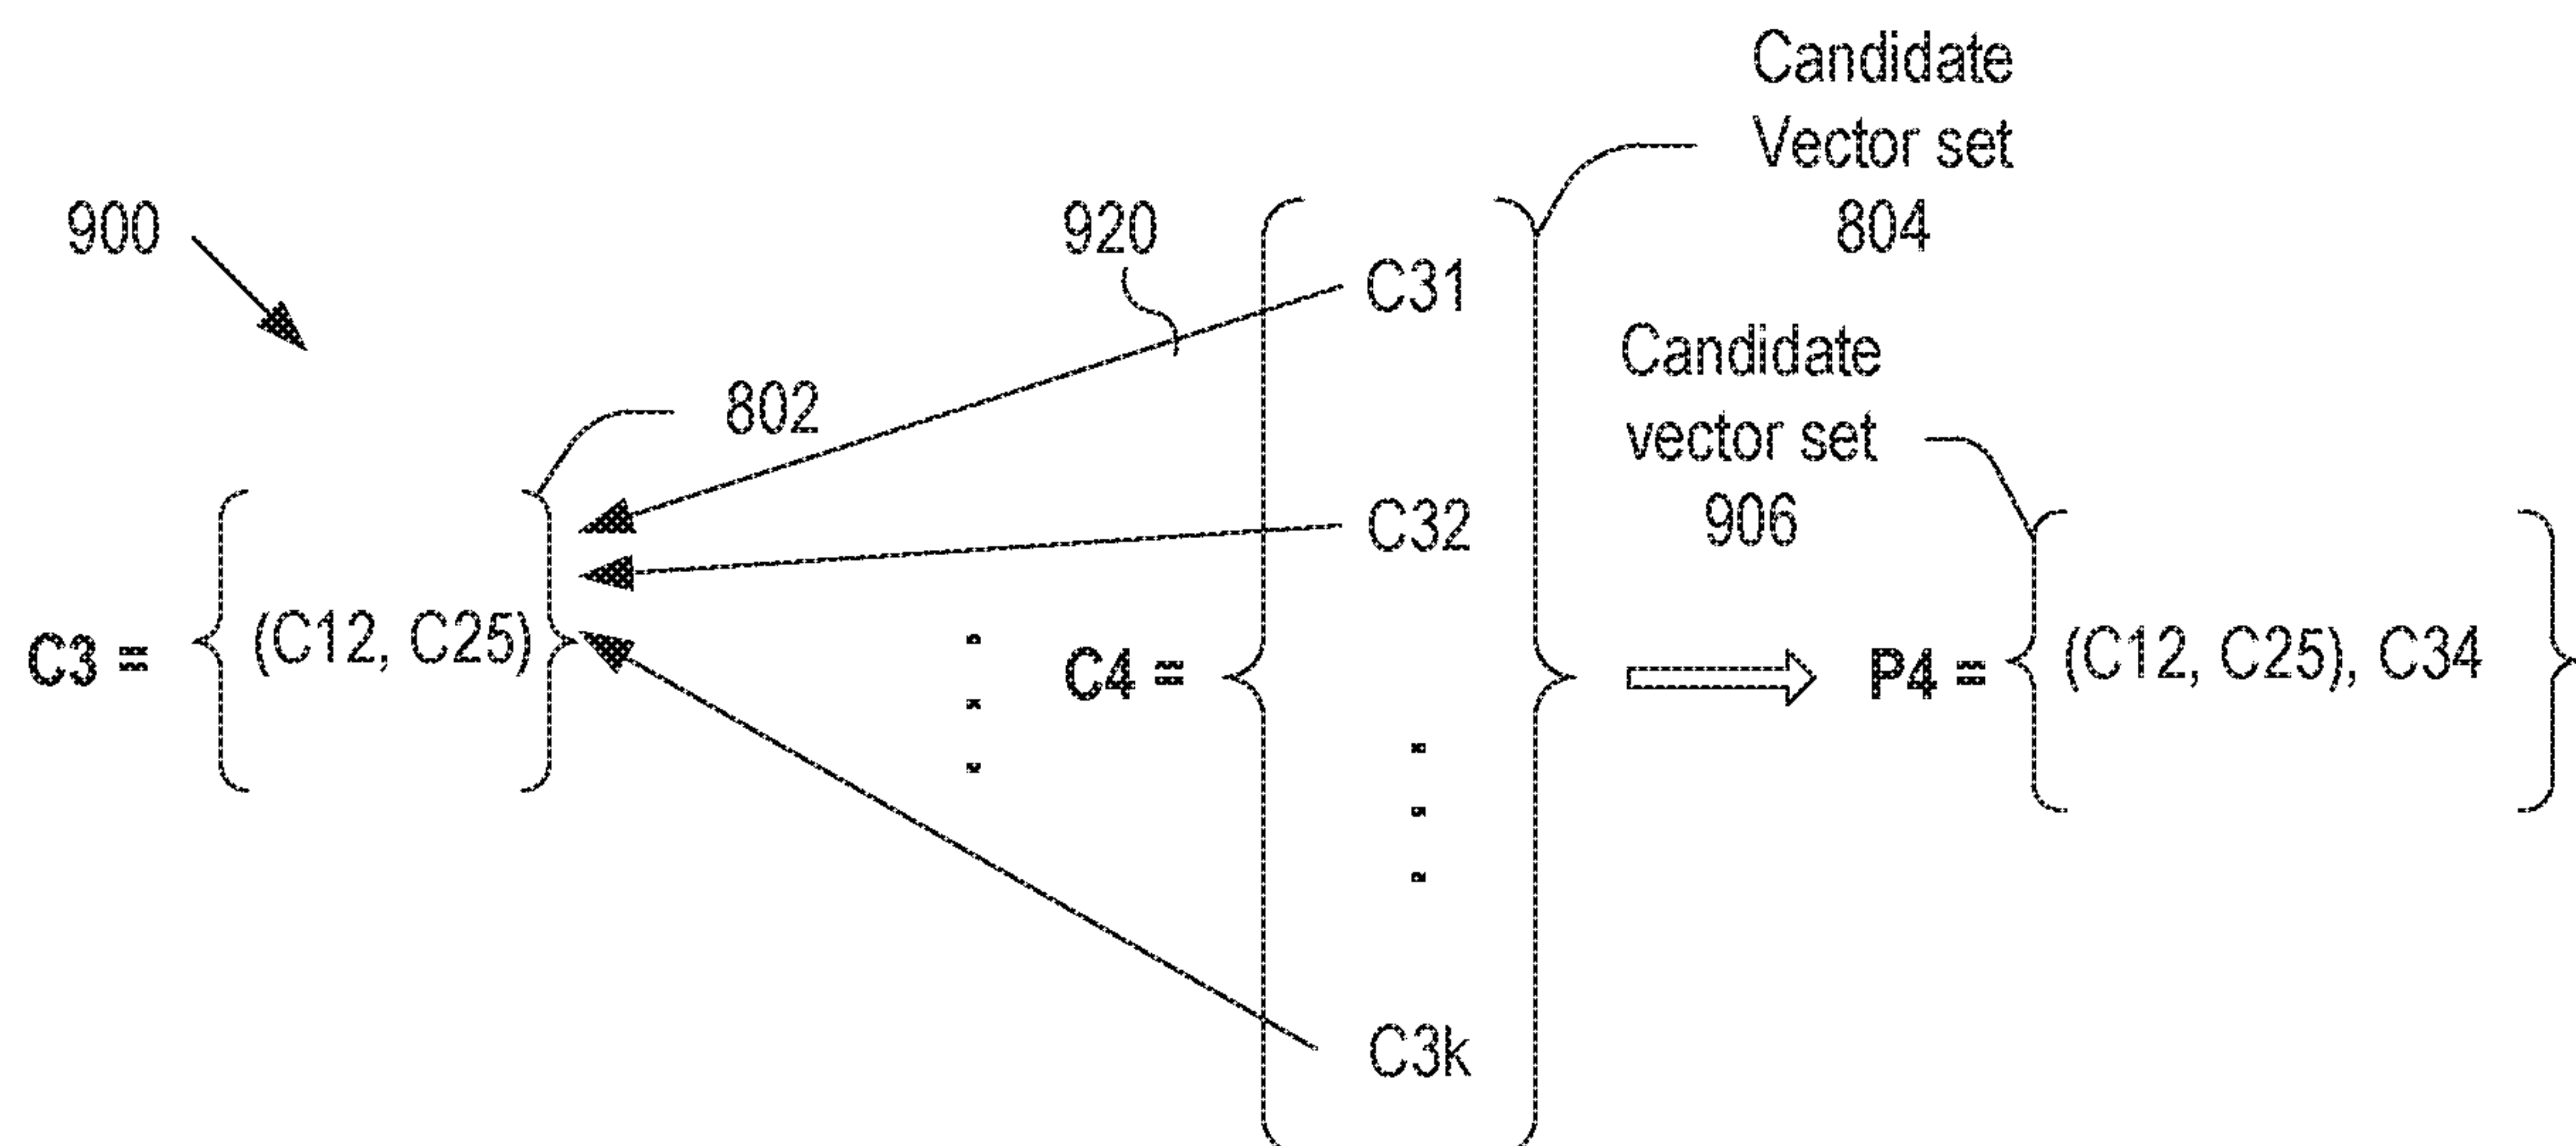 Candidate
Vector set
804
900
920
C31
Candidate
vector set
906
802
C32
C3 =
(C12, C25)
C4 =
P4 =
(C12, C25), C34
C3k